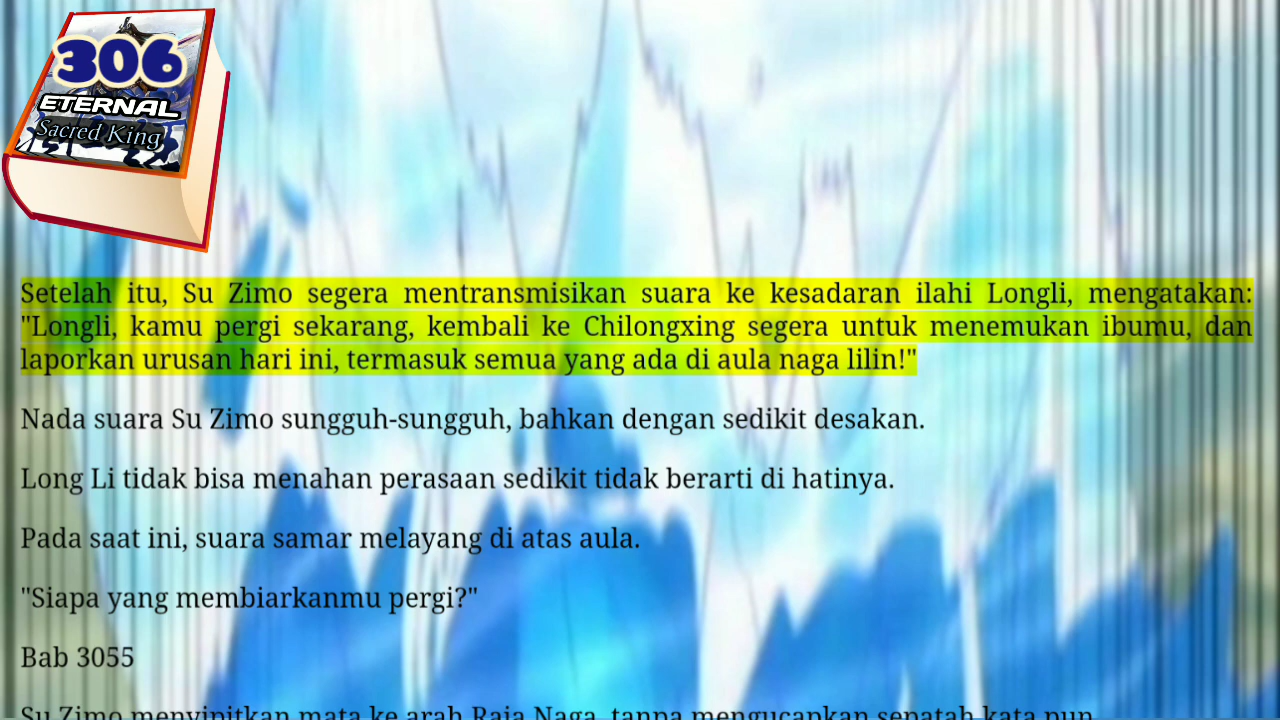 306
ETERNAL
Sacred King
Setelah itu, Su Zimo segera mentransmisikan suara ke kesadaran ilahi Longli, mengatakan:
"Longli, kamu pergi sekarang, kembali ke Chilongxing segera untuk menemukan ibumu, dan
laporkan urusan hari ini, termasuk semua yang ada di aula naga lilin!"
Nada suara Su Zimo sungguh-sungguh, bahkan dengan sedikit desakan.
Long Li tidak bisa menahan perasaan sedikit tidak berarti di hatinya.
Pada saat ini, suara samar melayang di atas aula.
"Siapa yang membiarkanmu pergi?"
Bab 3055
Su Zimo menyipitkan mata ke arah Raja Naga, tanpa mengucapkan sepatah kata pun.